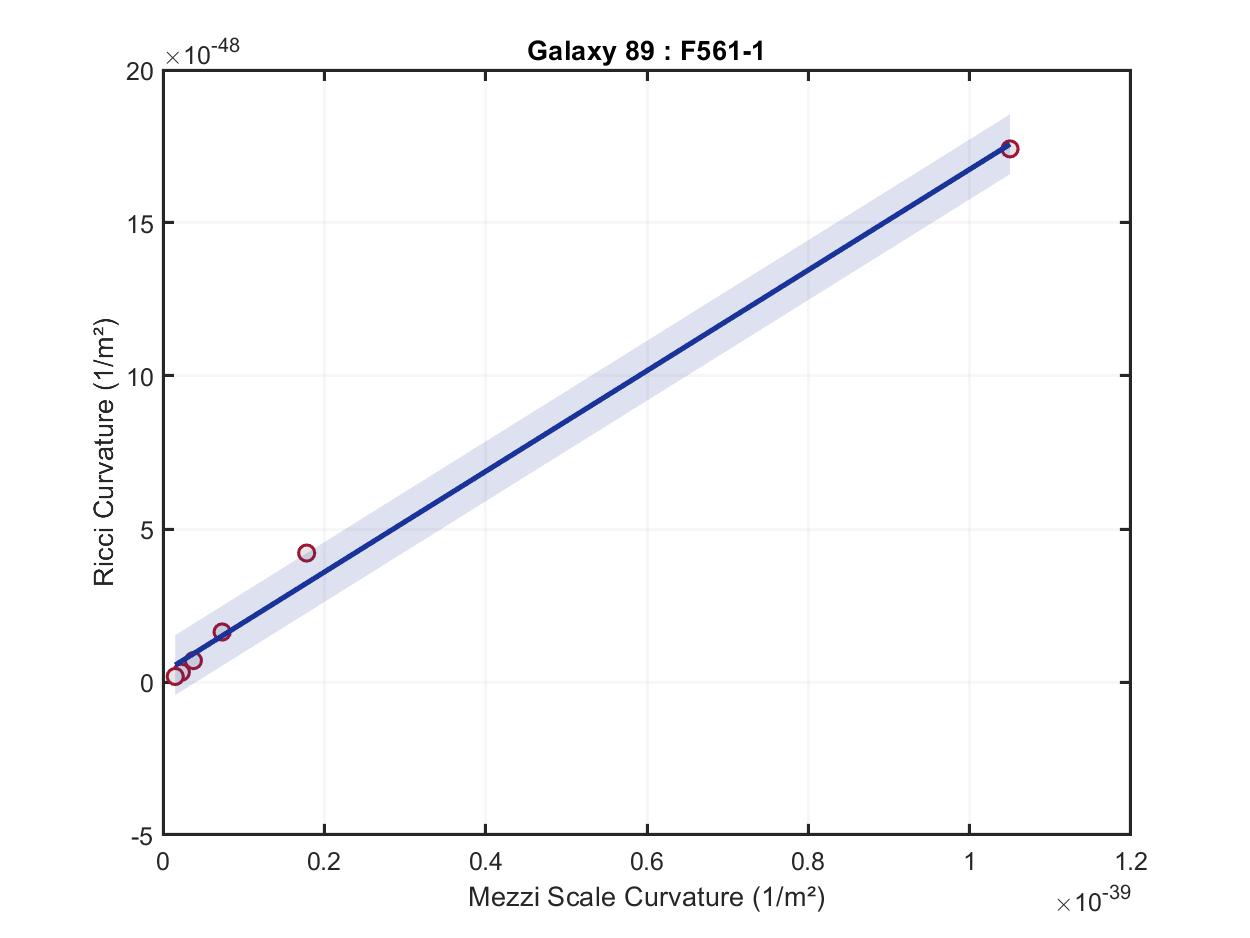 Galaxy 89 : F561-1
×10-48
20
15
10
5
0
-5
Ricci Curvature (1/m²)
0 0.2 0.4 0.6 0.8 1 1.2
Mezzi Scale Curvature (1/m²)
×10-39